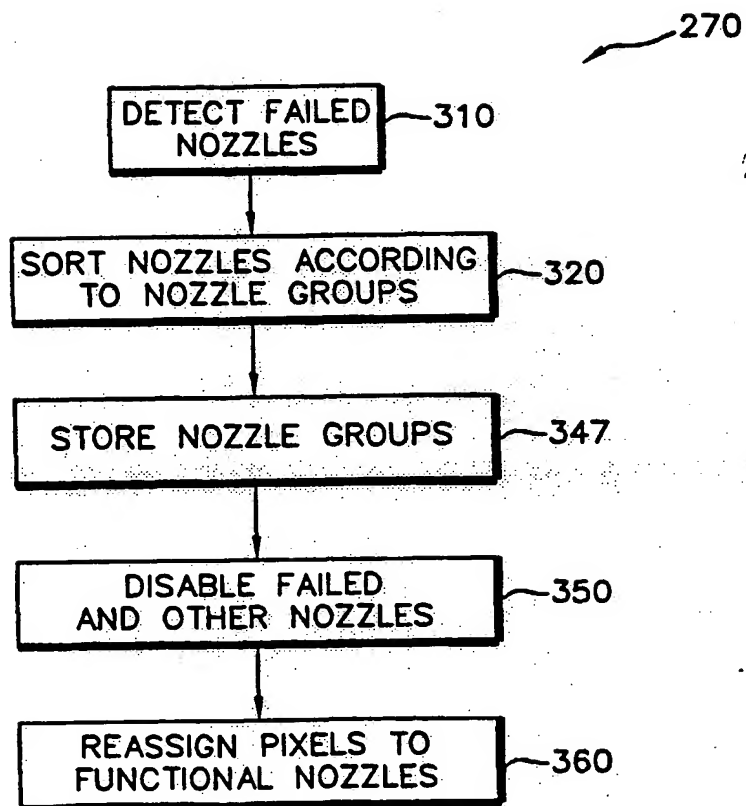 270
DETECT FAILED
NOZZLES
310
SORT NOZZLES ACCORDING
TO NOZZLE GROUPS
320
STORE NOZZLE GROUPS
347
DISABLE FAILED
AND OTHER NOZZLES
350
REASSIGN PIXELS TO
FUNCTIONAL NOZZLES
360